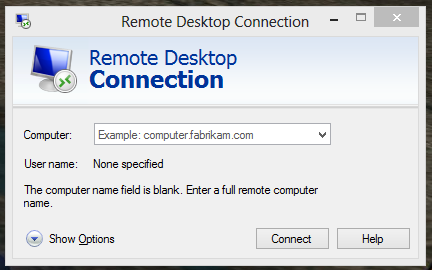 Remote Desktop Connection
Remote Desktop
Connection
Computer: Example: computer.fabrikam.com
User name: None specified
The computer name field is blank. Enter a full remote computer
name.
Show Options Connect Help